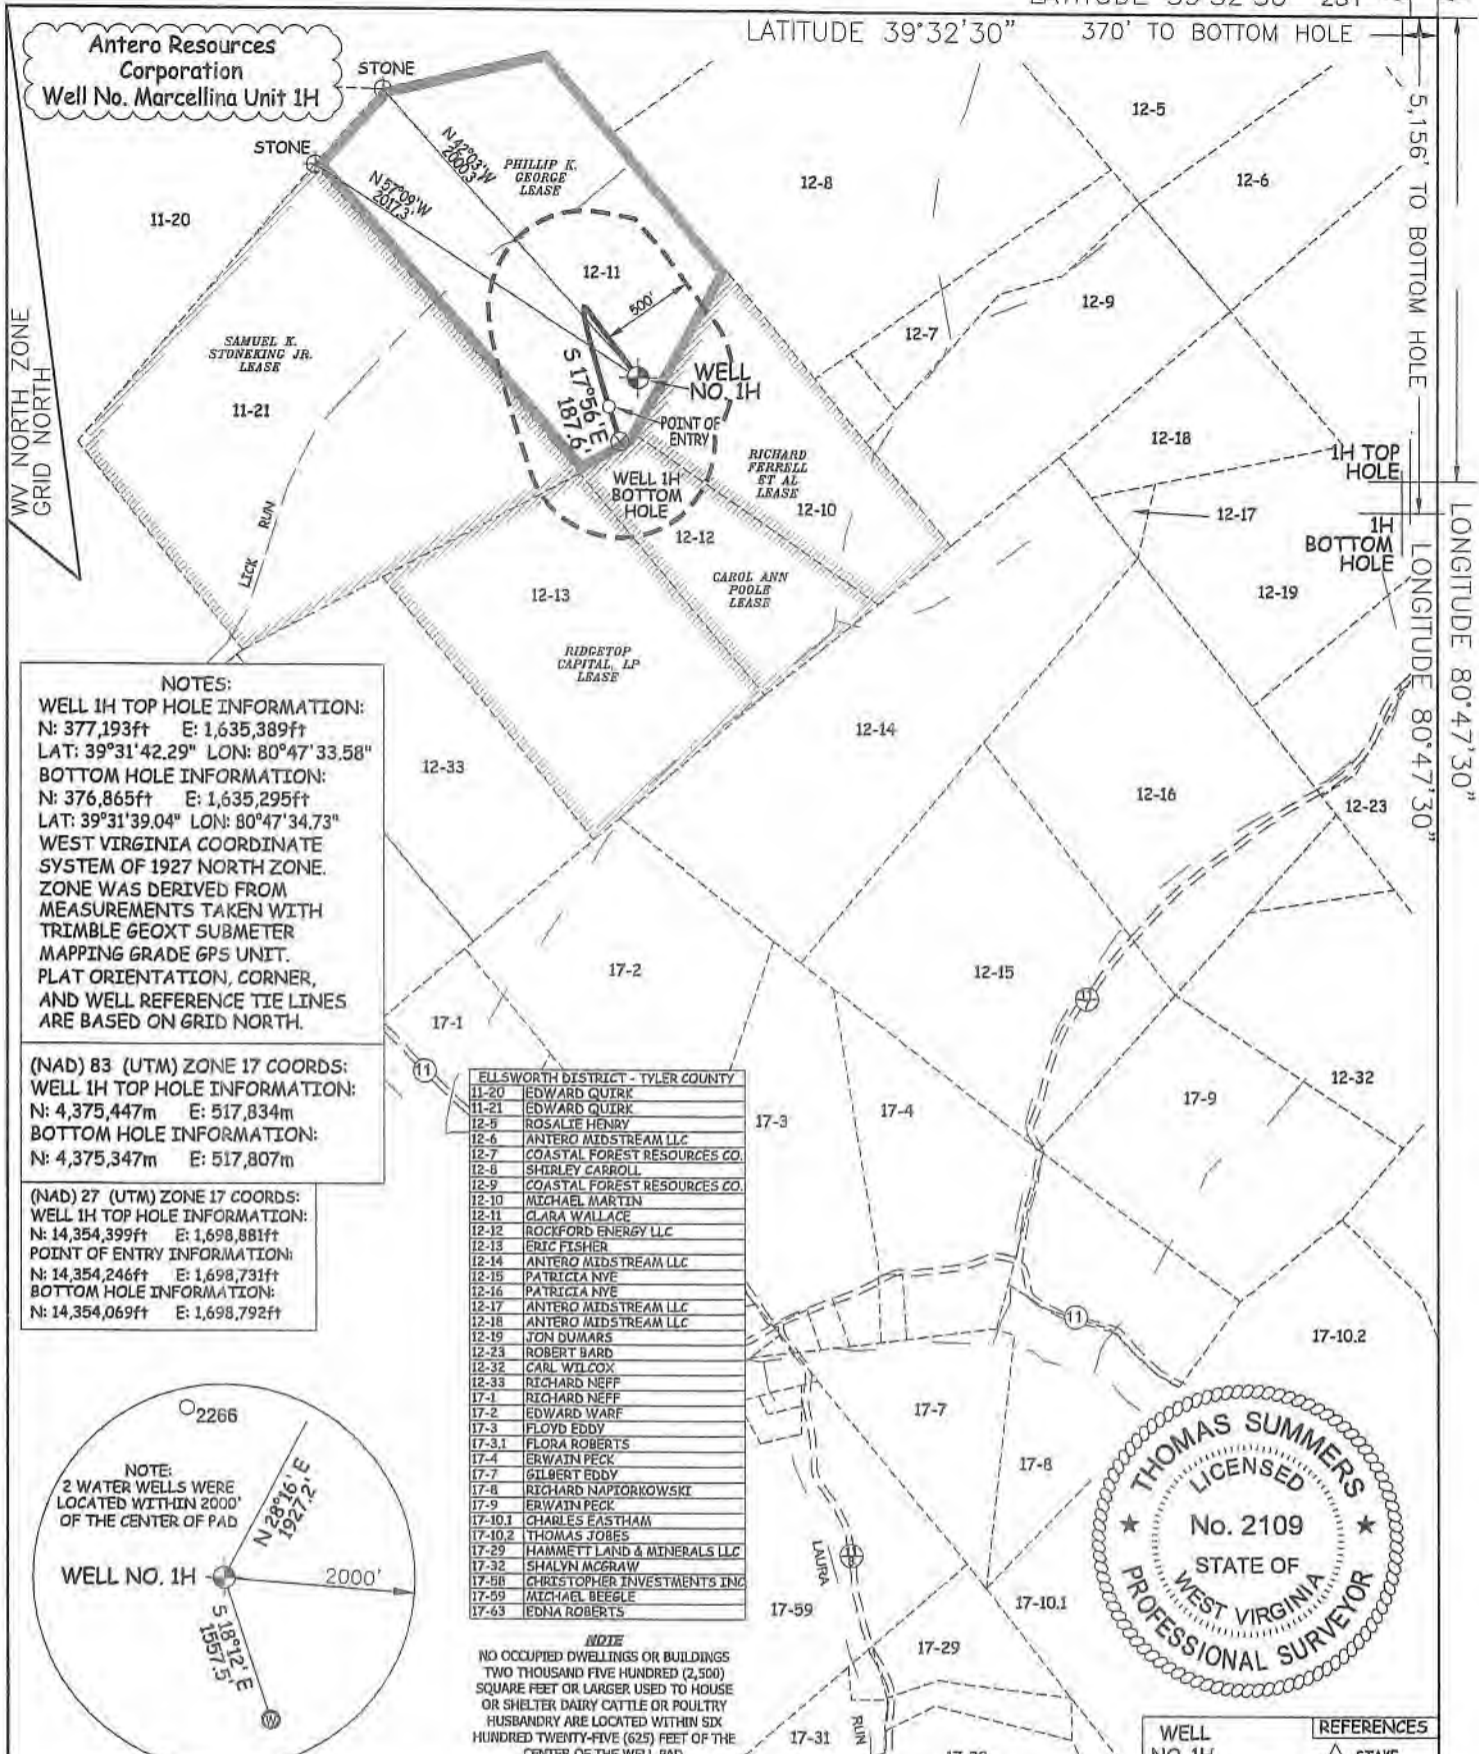 LATITUDE 39°32'30"
370' TO BOTTOM HOLE
Antero Resources
Corporation
Well No. Marcellina Unit 1H
STONE
STONE
N 42°03' W
2000.3'
N 57°09' W
2017.3'
PHILLIP K.
GEORGE
LEASE
12-5
12-8
12-6
11-20
12-11
500'
12-9
12-7
5,156' TO BOTTOM HOLE
WV NORTH ZONE
GRID NORTH
SAMUEL K.
STONEKING JR.
LEASE
11-21
S 17°56' E
187.6'
WELL
NO. 1H
POINT OF
ENTRY
WELL 1H
BOTTOM
HOLE
RICHARD
FERRELL
ET AL
LEASE
12-10
12-18
1H TOP
HOLE
12-17
1H
BOTTOM
HOLE
12-12
LICK RUN
12-13
CAROL ANN
POOLE
LEASE
12-19
LONGITUDE 80°47'30"
LONGITUDE 80°47'30"
RIDGETOP
CAPITAL, LP
LEASE
NOTES:
WELL 1H TOP HOLE INFORMATION:
N: 377,193ft E: 1,635,389ft
LAT: 39°31'42.29" LON: 80°47'33.58"
BOTTOM HOLE INFORMATION:
N: 376,865ft E: 1,635,295ft
LAT: 39°31'39.04" LON: 80°47'34.73"
WEST VIRGINIA COORDINATE
SYSTEM OF 1927 NORTH ZONE.
ZONE WAS DERIVED FROM
MEASUREMENTS TAKEN WITH
TRIMBLE GEOXT SUBMETER
MAPPING GRADE GPS UNIT.
PLAT ORIENTATION, CORNER,
AND WELL REFERENCE TIE LINES
ARE BASED ON GRID NORTH.
12-14
12-33
12-16
12-23
17-2
12-15
17-1
11
(NAD) 83 (UTM) ZONE 17 COORDS:
WELL 1H TOP HOLE INFORMATION:
N: 4,375,447m E: 517,834m
BOTTOM HOLE INFORMATION:
N: 4,375,347m E: 517,807m
(NAD) 27 (UTM) ZONE 17 COORDS:
WELL 1H TOP HOLE INFORMATION:
N: 14,354,399ft E: 1,698,881ft
POINT OF ENTRY INFORMATION:
N: 14,354,246ft E: 1,698,731ft
BOTTOM HOLE INFORMATION:
N: 14,354,069ft E: 1,698,792ft
ELLSWORTH DISTRICT - TYLER COUNTY
11-20 EDWARD QUIRK
11-21 EDWARD QUIRK
12-5 ROSALIE HENRY
12-6 ANTERO MIDSTREAM LLC
12-7 COASTAL FOREST RESOURCES CO.
12-8 SHIRLEY CARROLL
12-9 COASTAL FOREST RESOURCES CO.
12-10 MICHAEL MARTIN
12-11 CLARA WALLACE
12-12 ROCKFORD ENERGY LLC
12-13 ERIC FISHER
12-14 ANTERO MIDSTREAM LLC
12-15 PATRICIA NYE
12-16 PATRICIA NYE
12-17 ANTERO MIDSTREAM LLC
12-18 ANTERO MIDSTREAM LLC
12-19 JON DUMARS
12-23 ROBERT BARD
12-32 CARL WILCOX
12-33 RICHARD NEFF
17-1 RICHARD NEFF
17-2 EDWARD WARF
17-3 FLOYD EDDY
17-3.1 FLORA ROBERTS
17-4 ERWAIN PECK
17-7 GILBERT EDDY
17-8 RICHARD NAPIORKOWSKI
17-9 ERWAIN PECK
17-10.1 CHARLES EASTHAM
17-10.2 THOMAS JOBES
17-29 HAMMETT LAND & MINERALS LLC
17-32 SHALYN MCGRAW
17-58 CHRISTOPHER INVESTMENTS INC
17-59 MICHAEL BEEGLE
17-63 EDNA ROBERTS
17-3
17-4
17-9
12-32
11
17-10.2
17-7
17-8
2266
NOTE:
2 WATER WELLS WERE
LOCATED WITHIN 2000'
OF THE CENTER OF PAD
N 28°16' E
1927.2'
WELL NO. 1H
2000'
S 18°12' E
1557.5'
W
NOTE
NO OCCUPIED DWELLINGS OR BUILDINGS
TWO THOUSAND FIVE HUNDRED (2,500)
SQUARE FEET OR LARGER USED TO HOUSE
OR SHELTER DAIRY CATTLE OR POULTRY
HUSBANDRY ARE LOCATED WITHIN SIX
HUNDRED TWENTY-FIVE (625) FEET OF THE
CENTER OF THE WELL PAD
LAURA
RUN
17-59
17-10.1
17-29
17-31
THOMAS SUMMERS
LICENSED
No. 2109
STATE OF
WEST VIRGINIA
PROFESSIONAL SURVEYOR
WELL
NO. 1H
REFERENCES